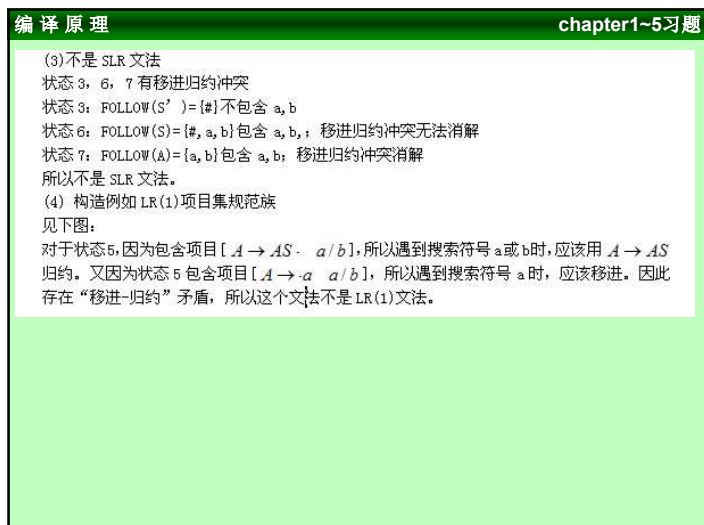 编 译 原 理 chapter1~5习题
(3)不是 SLR 文法
状态 3, 6, 7 有移进归约冲突
状态 3: FOLLOW(S’)={#}不包含 a,b
状态 6: FOLLOW(S)={#,a,b}包含 a,b,; 移进归约冲突无法消解
状态 7: FOLLOW(A)={a,b}包含 a,b; 移进归约冲突消解
所以不是 SLR 文法。
(4) 构造例如 LR(1)项目集规范族
见下图:
对于状态5,因为包含项目[ A → AS · a/b],所以遇到搜索符号 a或b时,应该用 A → AS
归约。又因为状态 5 包含项目[ A → ·a a/b], 所以遇到搜索符号 a 时, 应该移进。因此
存在“移进-归约”矛盾, 所以这个文法不是 LR(1)文法。